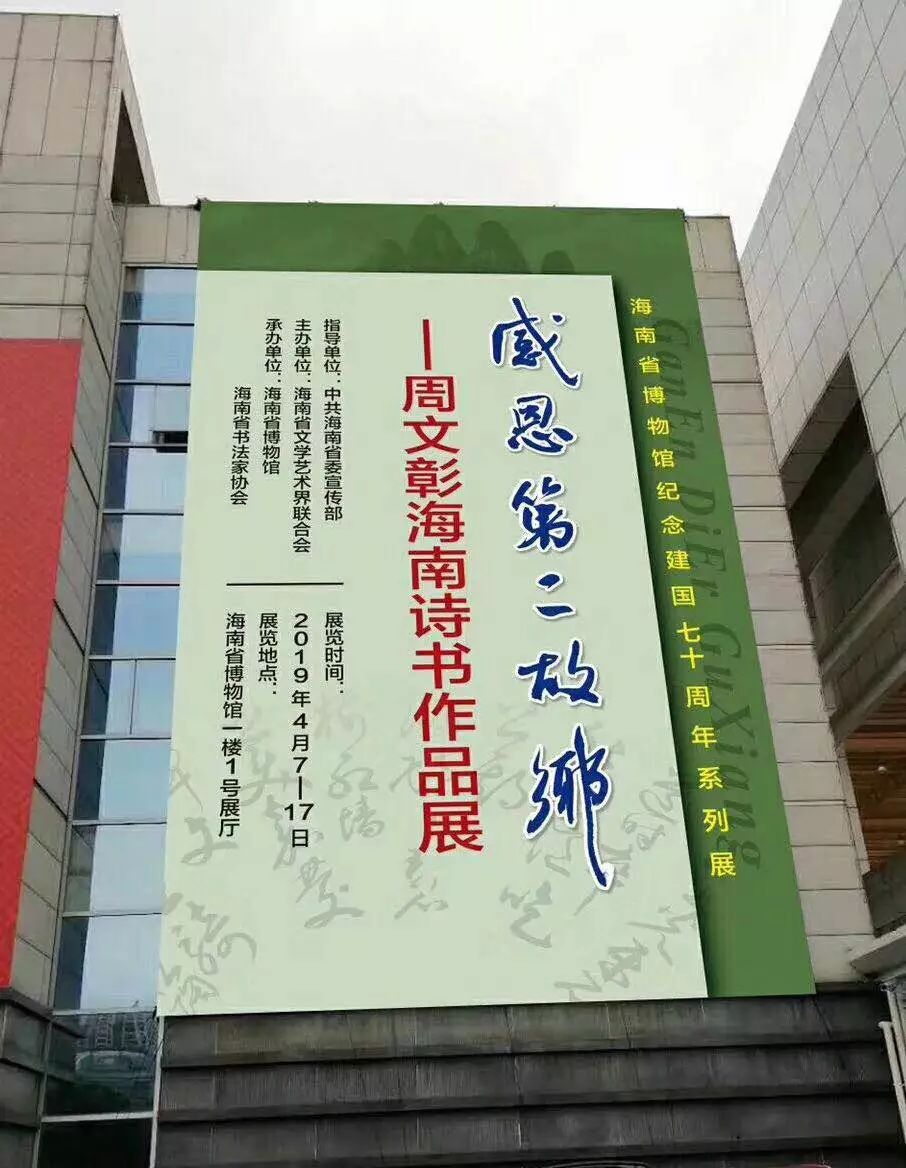 海南省博物馆纪念建国七十周年系列展
GanEn DiEr GuXiang
感恩第二故鄉
—周文彰海南诗书作品展
指导单位：中共海南省委宣传部
主办单位：海南省文学艺术界联合会
承办单位：海南省博物馆
海南省书法家协会
展览时间：
2019年4月7—17日
展览地点：
海南省博物馆一楼1号展厅